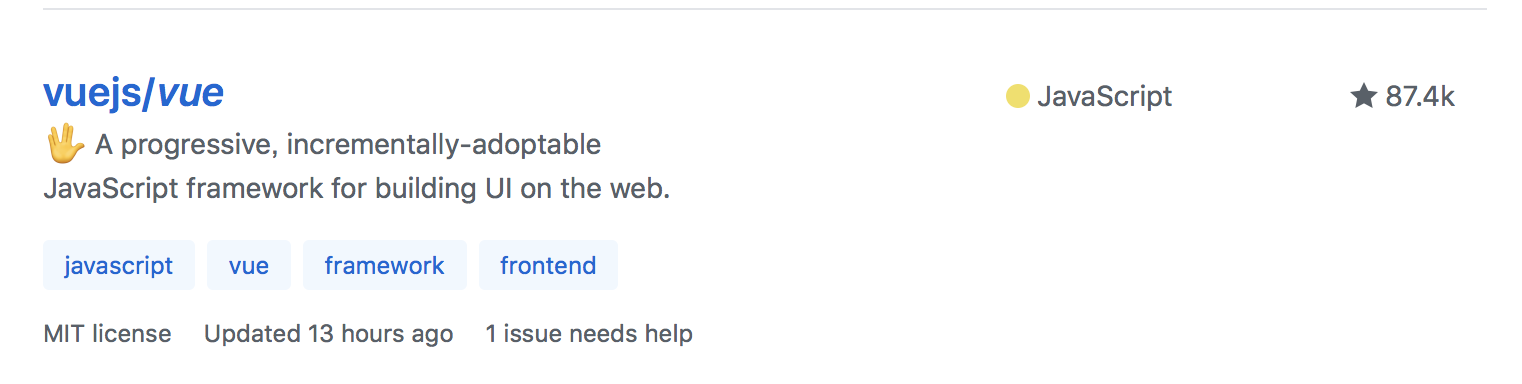 vuejs/vue JavaScript 87.4k
🖖 A progressive, incrementally-adoptable
JavaScript framework for building UI on the web.
javascript vue framework frontend
MIT license Updated 13 hours ago 1 issue needs help